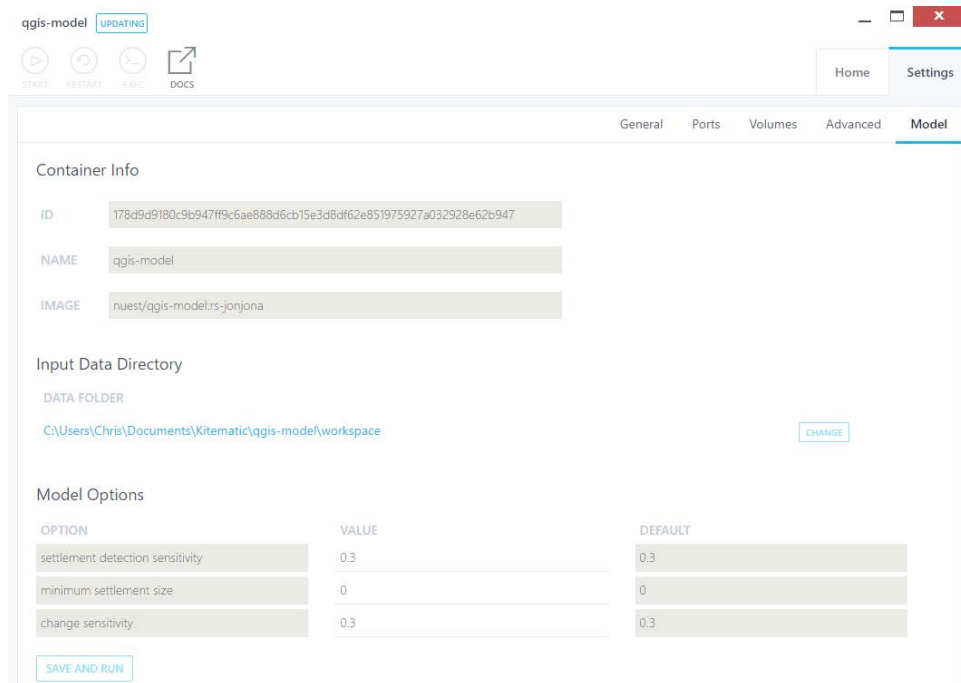 qgis-model UPDATING
START RESTART EXEC DOCS
Home Settings
General Ports Volumes Advanced Model
Container Info
ID 178d9d9180c9b947ff9c6ae888d6cb15e3d8df62e851975927a032928e62b947
NAME qgis-model
IMAGE nuest/qgis-model:rs-jonjona
Input Data Directory
DATA FOLDER
C:\Users\Chris\Documents\Kitematic\qgis-model\workspace CHANGE
Model Options
OPTION VALUE DEFAULT
settlement detection sensitivity 0.3 0.3
minimum settlement size 0 0
change sensitivity 0.3 0.3
SAVE AND RUN